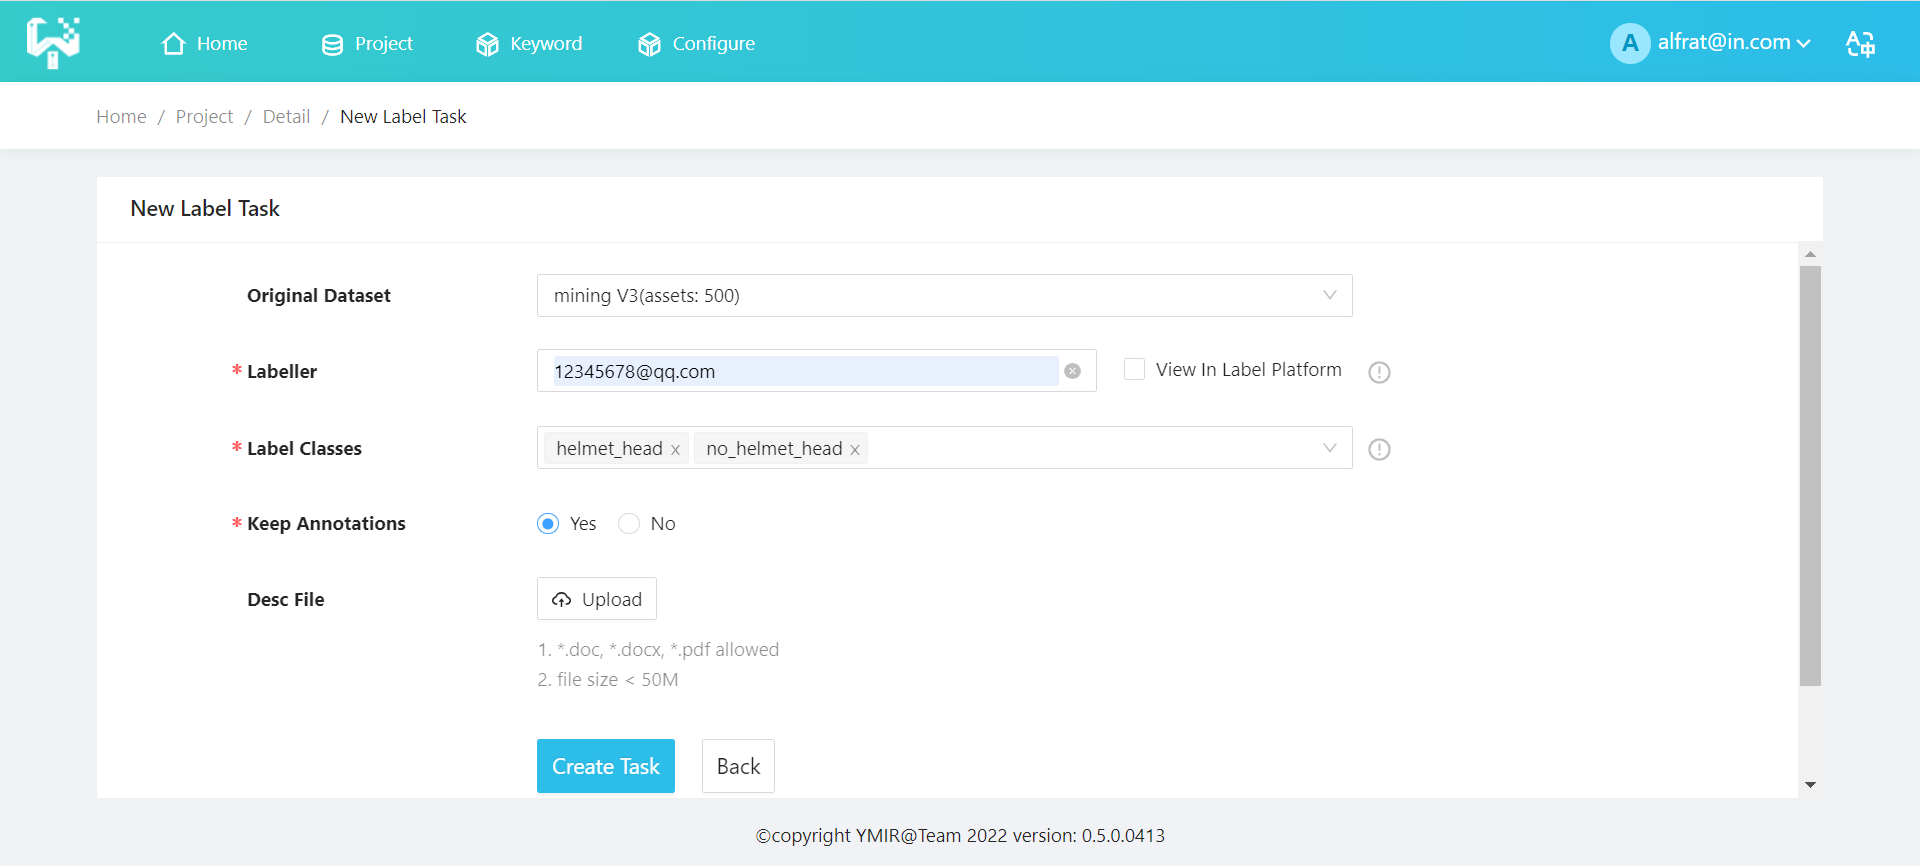 Home Project Keyword Configure A alfrat@in.com A中
Home / Project / Detail / New Label Task
New Label Task
Original Dataset mining V3(assets: 500)
* Labeller 12345678@qq.com View In Label Platform
* Label Classes helmet_head x no_helmet_head x
* Keep Annotations Yes No
Desc File Upload
1. *.doc, *.docx, *.pdf allowed
2. file size < 50M
Create Task Back
©copyright YMIR@Team 2022 version: 0.5.0.0413